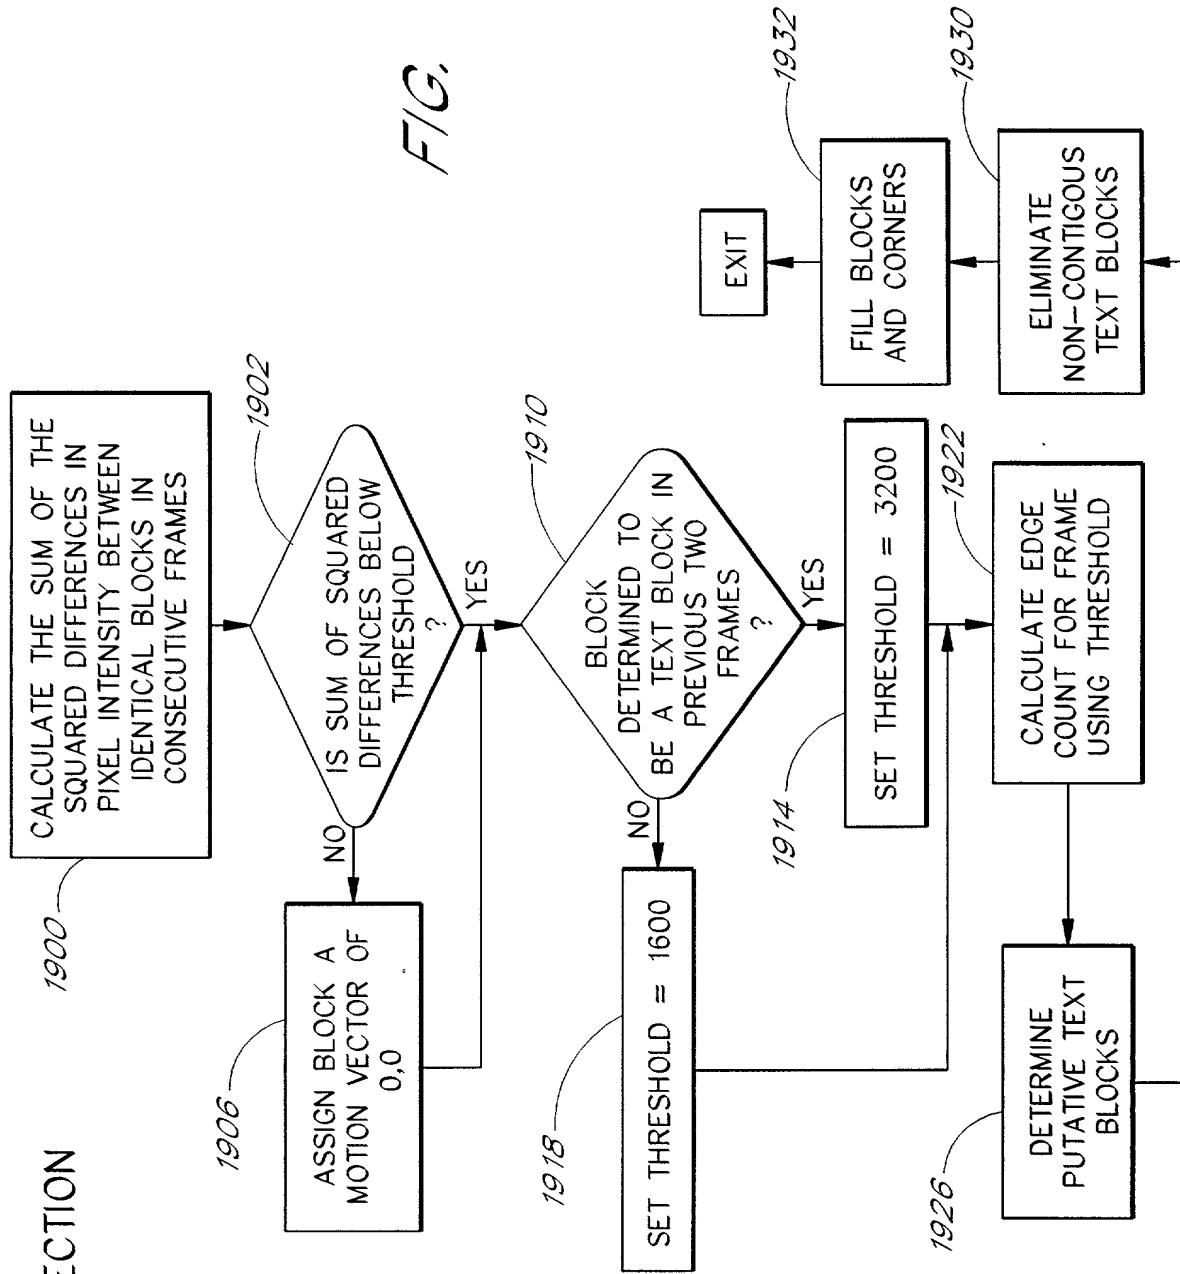 ECTION
FIG.
1900
CALCULATE THE SUM OF THE
SQUARED DIFFERENCES IN
PIXEL INTENSITY BETWEEN
IDENTICAL BLOCKS IN
CONSECUTIVE FRAMES
1902
IS SUM OF SQUARED
DIFFERENCES BELOW
THRESHOLD
?
NO
YES
1906
ASSIGN BLOCK A
MOTION VECTOR OF
0,0
1910
BLOCK
DETERMINED TO
BE A TEXT BLOCK IN
PREVIOUS TWO
FRAMES
?
NO
YES
1918
SET THRESHOLD = 1600
1914
SET THRESHOLD = 3200
1922
CALCULATE EDGE
COUNT FOR FRAME
USING THRESHOLD
1926
DETERMINE
PUTATIVE TEXT
BLOCKS
1930
ELIMINATE
NON-CONTIGOUS
TEXT BLOCKS
1932
FILL BLOCKS
AND CORNERS
EXIT